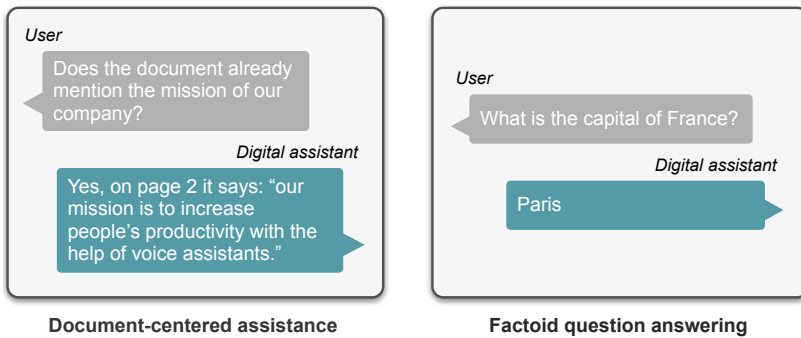 User
Does the document already
mention the mission of our
company?
Digital assistant
Yes, on page 2 it says: “our
mission is to increase
people’s productivity with the
help of voice assistants.”
Document-centered assistance
User
What is the capital of France?
Digital assistant
Paris
Factoid question answering